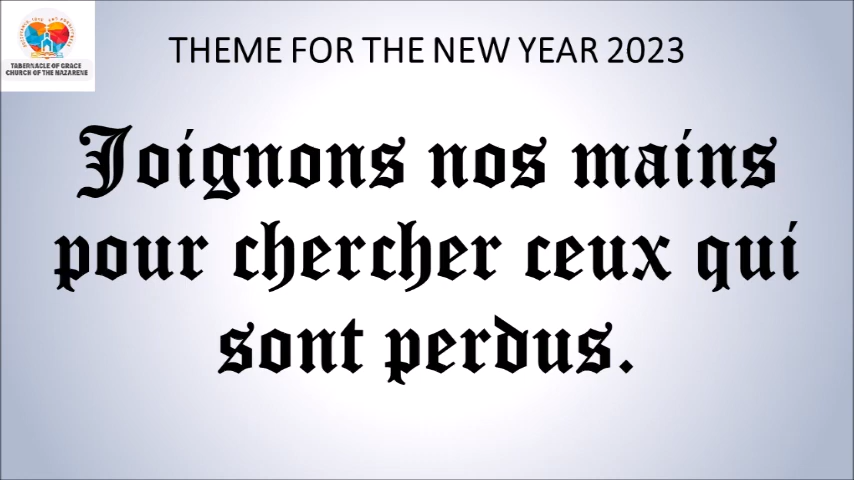 THEME FOR THE NEW YEAR 2023
TABERNACLE OF GRACE
CHURCH OF THE NAZARENE
Joignons nos mains
pour chercher ceux qui
sont perdus.